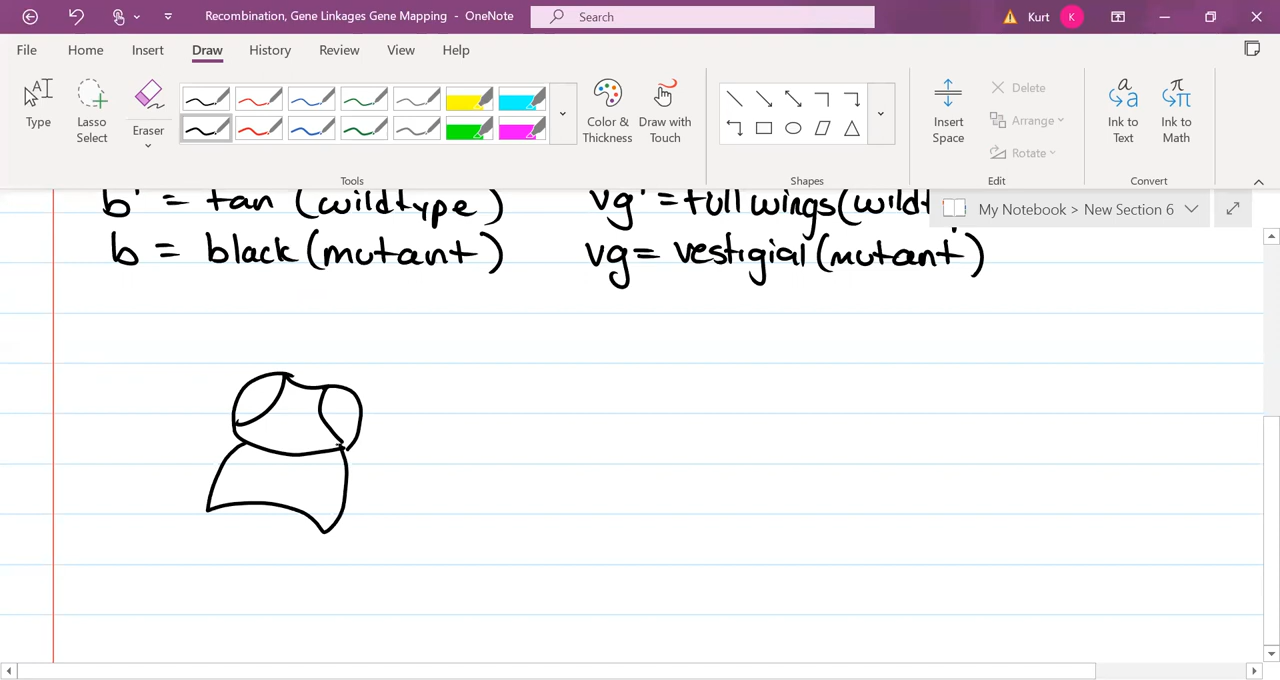 Recombination, Gene Linkages Gene Mapping - OneNote
Search
Kurt K
File Home Insert Draw History Review View Help
Type
Lasso Select
Eraser
Color & Thickness
Draw with Touch
Insert Space
Delete
Arrange
Rotate
Ink to Text
Ink to Math
Tools Shapes Edit Convert
My Notebook > New Section 6
b' = tan (wildtype) vg' = full wings (wildt
b = black (mutant) vg = vestigial (mutant)